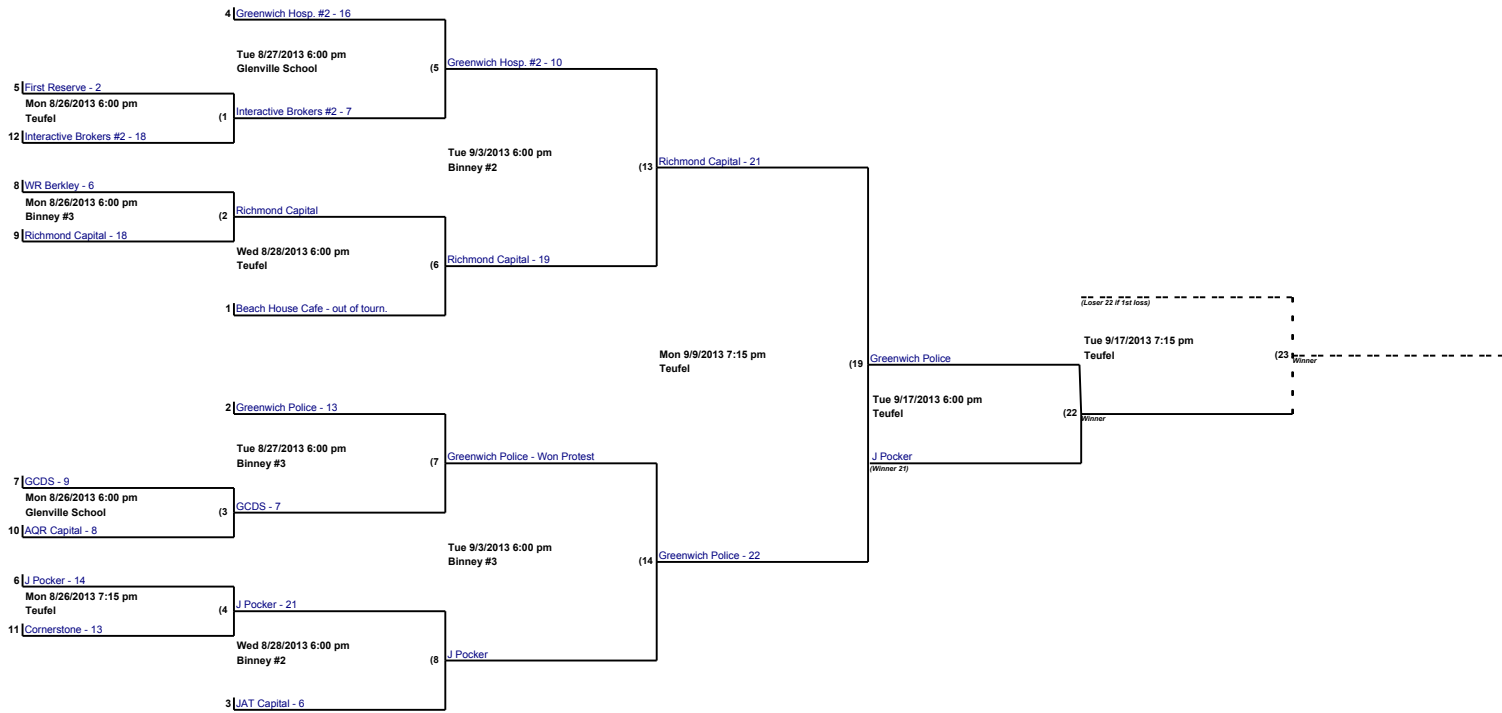 4 Greenwich Hosp. #2 - 16
Tue 8/27/2013 6:00 pm
Glenville School
(5
Greenwich Hosp. #2 - 10
5 First Reserve - 2
Mon 8/26/2013 6:00 pm
Teufel
(1
Interactive Brokers #2 - 7
12 Interactive Brokers #2 - 18
Tue 9/3/2013 6:00 pm
Binney #2
(13
Richmond Capital - 21
8 WR Berkley - 6
Mon 8/26/2013 6:00 pm
Binney #3
(2
Richmond Capital
9 Richmond Capital - 18
Wed 8/28/2013 6:00 pm
Teufel
(6
Richmond Capital - 19
1 Beach House Cafe - out of tourn.
(Loser 22 if 1st loss)
Mon 9/9/2013 7:15 pm
Teufel
(19
Greenwich Police
Tue 9/17/2013 7:15 pm
Teufel
(23
Winner
2 Greenwich Police - 13
Tue 9/17/2013 6:00 pm
Teufel
(22
Winner
Tue 8/27/2013 6:00 pm
Binney #3
(7
Greenwich Police - Won Protest
J Pocker
(Winner 21)
7 GCDS - 9
Mon 8/26/2013 6:00 pm
Glenville School
(3
GCDS - 7
10 AQR Capital - 8
Tue 9/3/2013 6:00 pm
Binney #3
(14
Greenwich Police - 22
6 J Pocker - 14
Mon 8/26/2013 7:15 pm
Teufel
(4
J Pocker - 21
11 Cornerstone - 13
Wed 8/28/2013 6:00 pm
Binney #2
(8
J Pocker
3 JAT Capital - 6